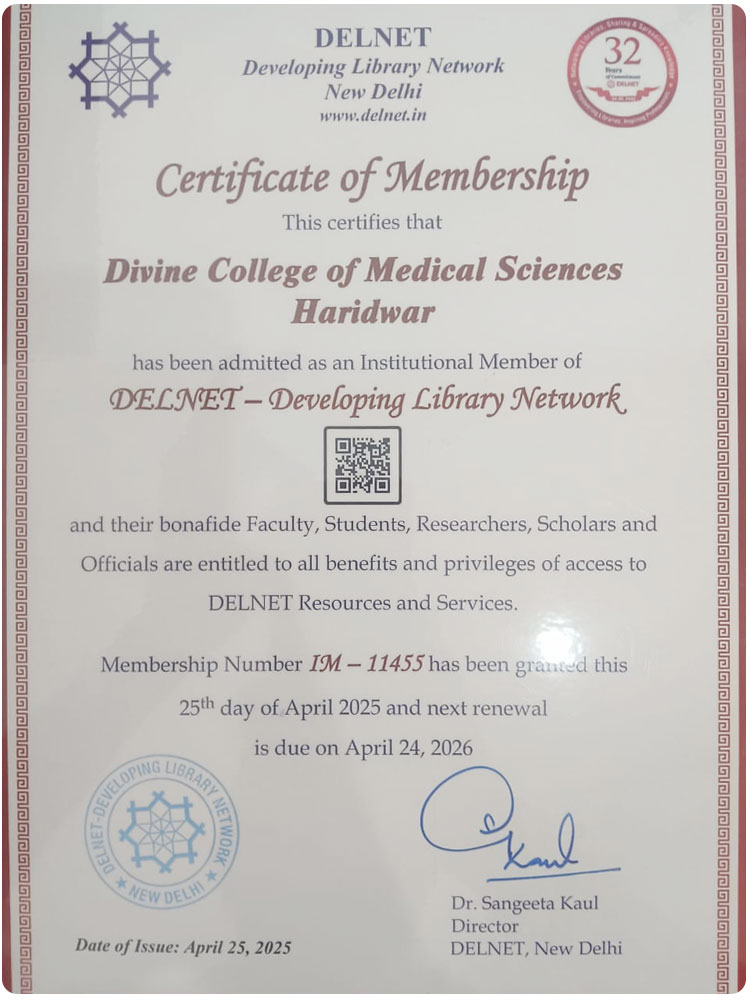 DELNET
Developing Library Network
New Delhi
www.delnet.in
32
Years
of Commitment
DELNET
Certificate of Membership
This certifies that
Divine College of Medical Sciences
Haridwar
has been admitted as an Institutional Member of
DELNET – Developing Library Network
and their bonafide Faculty, Students, Researchers, Scholars and
Officials are entitled to all benefits and privileges of access to
DELNET Resources and Services.
Membership Number IM – 11455 has been granted this
25th day of April 2025 and next renewal
is due on April 24, 2026
DELNET-DEVELOPING LIBRARY NETWORK
★ NEW DELHI ★
Kaul
Dr. Sangeeta Kaul
Director
DELNET, New Delhi
Date of Issue: April 25, 2025